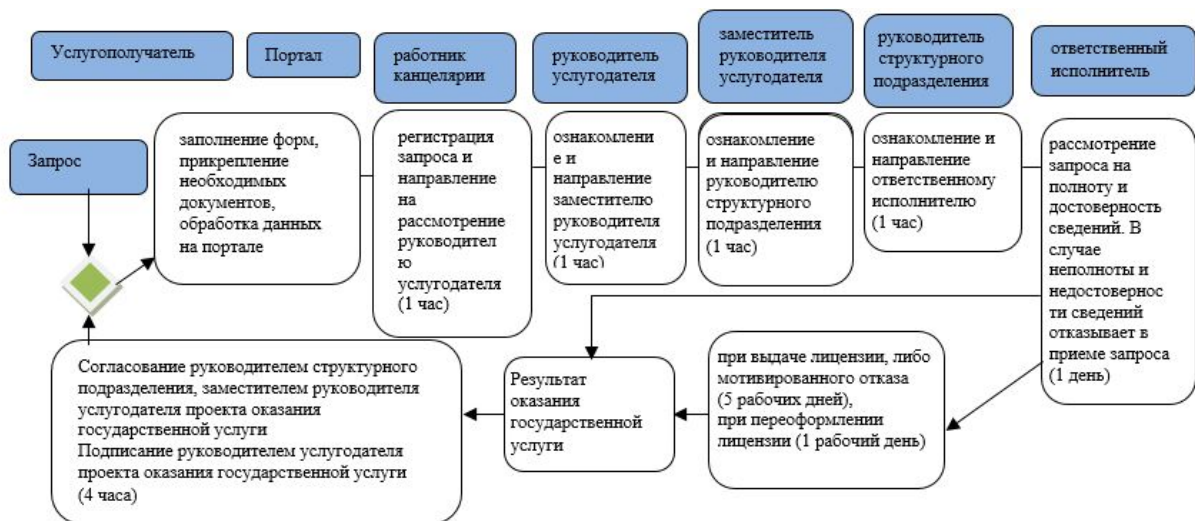 Услугополучатель
Портал
работник
канцелярии
руководитель
услугодателя
заместитель
руководителя
услугодателя
руководитель
структурного
подразделения
ответственный
исполнитель
Запрос
заполнение форм,
прикрепление
необходимых
документов,
обработка данных
на портале
регистрация
запроса и
направление
на
рассмотрение
руководител
ю
услугодателя
(1 час)
ознакомлени
е и
направление
заместителю
руководителя
услугодателя
(1 час)
ознакомление
и направление
руководителю
структурного
подразделения
(1 час)
ознакомление и
направление
ответственному
исполнителю
(1 час)
рассмотрение
запроса на
полноту и
достоверность
сведений. В
случае
неполноты и
недостовернос
ти сведений
отказывает в
приеме запроса
(1 день)
Согласование руководителем структурного
подразделения, заместителем руководителя
услугодателя проекта оказания
государственной услуги
Подписание руководителем услугодателя
проекта оказания государственной услуги
(4 часа)
Результат
оказания
государственной
услуги
при выдаче лицензии, либо
мотивированного отказа
(5 рабочих дней),
при переоформлении
лицензии (1 рабочий день)